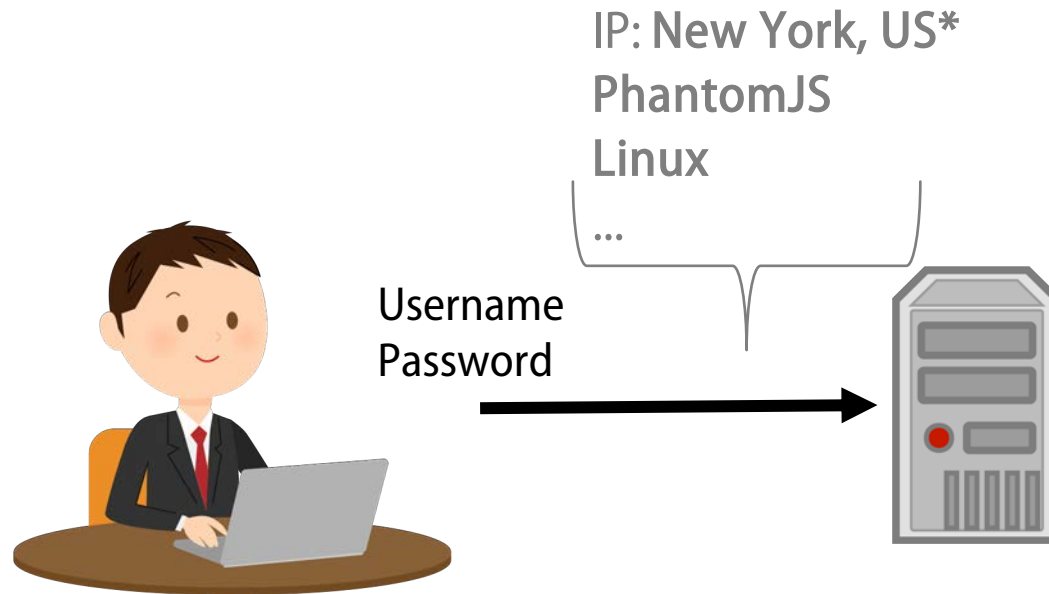 IP: New York, US*
PhantomJS
Linux
...
Username
Password